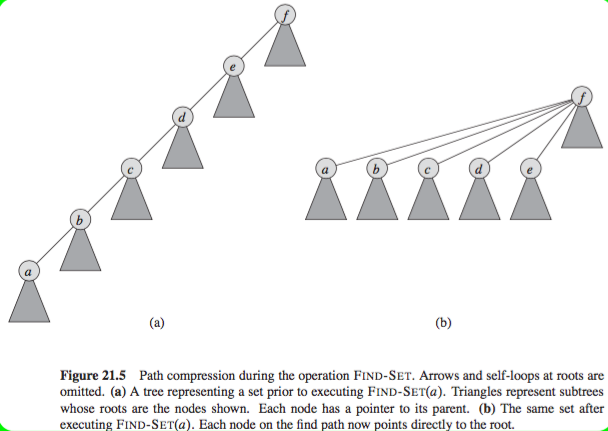 f
e
d
c
b
a
f
a b c d e
(a) (b)
Figure 21.5 Path compression during the operation FIND-SET. Arrows and self-loops at roots are
omitted. (a) A tree representing a set prior to executing FIND-SET(a). Triangles represent subtrees
whose roots are the nodes shown. Each node has a pointer to its parent. (b) The same set after
executing FIND-SET(a). Each node on the find path now points directly to the root.